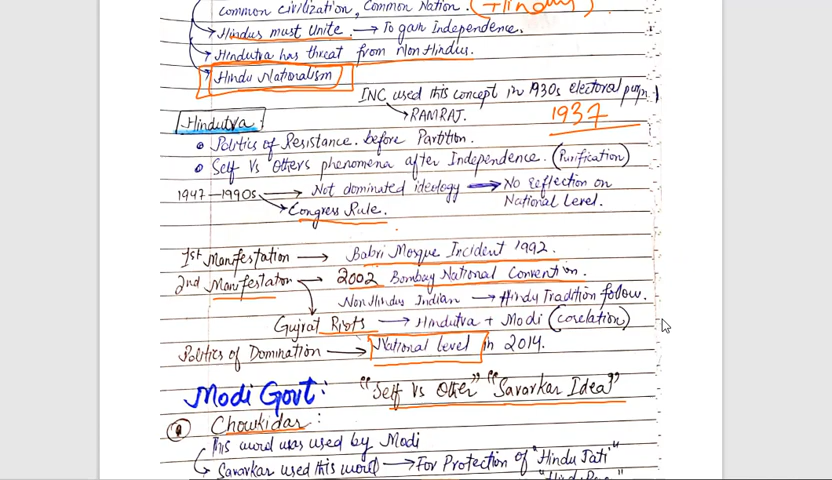 Common Civilization, Common Nation. (Hindu)
Hindus must Unite. → To gain Independence.
Hindutva has threat from Non Hindus.
Hindu Nationalism
INC used this concept in 1930s electoral
→ RAMRAJ.
1937
Hindutva
• Politics of Resistance. before Partition.
• Self Vs Others phenomena after Independence. (Purification)
1947-1990s → Not dominated ideology → No Reflection on
National Level.
→ Congress Rule.
1st Manifestation → Babri Mosque Incident 1992.
2nd Manifestation → 2002 Bombay National Convention.
Non Hindus Indian → Hindu Tradition follow.
Gujrat Riots → Hindutva + Modi (corelation)
Politics of Domination → National level in 2014.
Modi Govt: "Self Vs Other" "Savarkar Idea"
Chowkidar:
This word was used by Modi
Savarkar used this word → For Protection of "Hindu Jati"
"Hindu